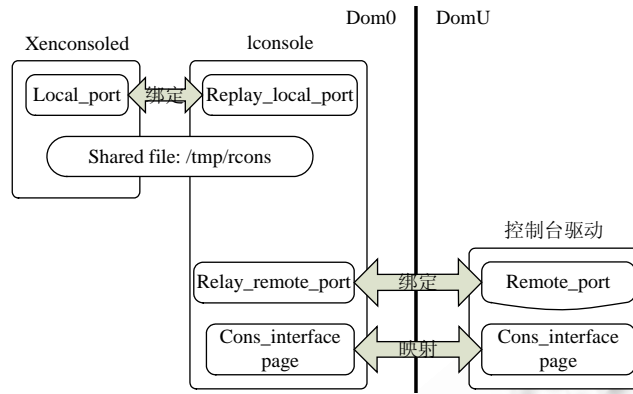 Dom0
DomU
Xenconsoled
lconsole
Local_port
绑定
Replay_local_port
Shared file: /tmp/rcons
控制台驱动
Relay_remote_port
绑定
Remote_port
Cons_interface
page
映射
Cons_interface
page